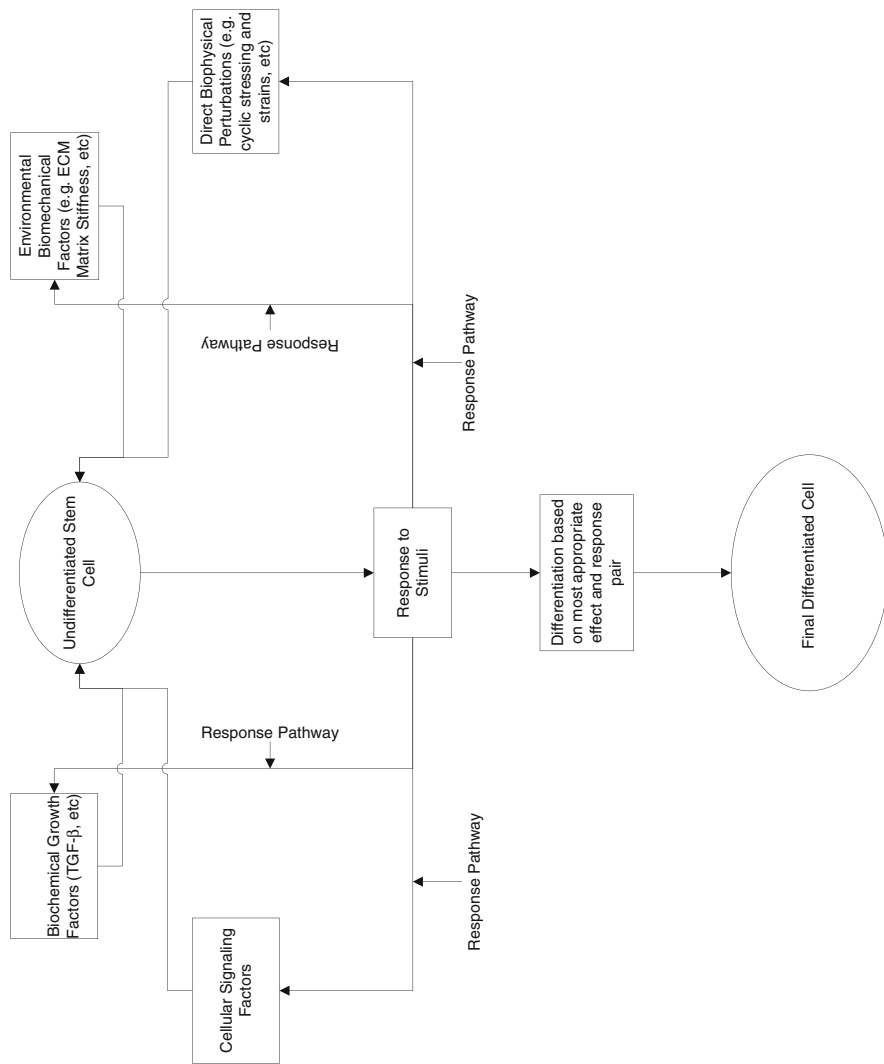 Environmental
Biomechanical
Factors (e.g. ECM
Matrix Stiffness, etc)
Direct Biophysical
Perturbations (e.g.
cyclic stressing and
strains, etc)
Response Pathway
Response Pathway
Undifferentiated Stem
Cell
Response to
Stimuli
Differentiation based
on most appropriate
effect and response
pair
Final Differentiated Cell
Biochemical Growth
Factors (TGF-β, etc)
Response Pathway
Cellular Signaling
Factors
Response Pathway